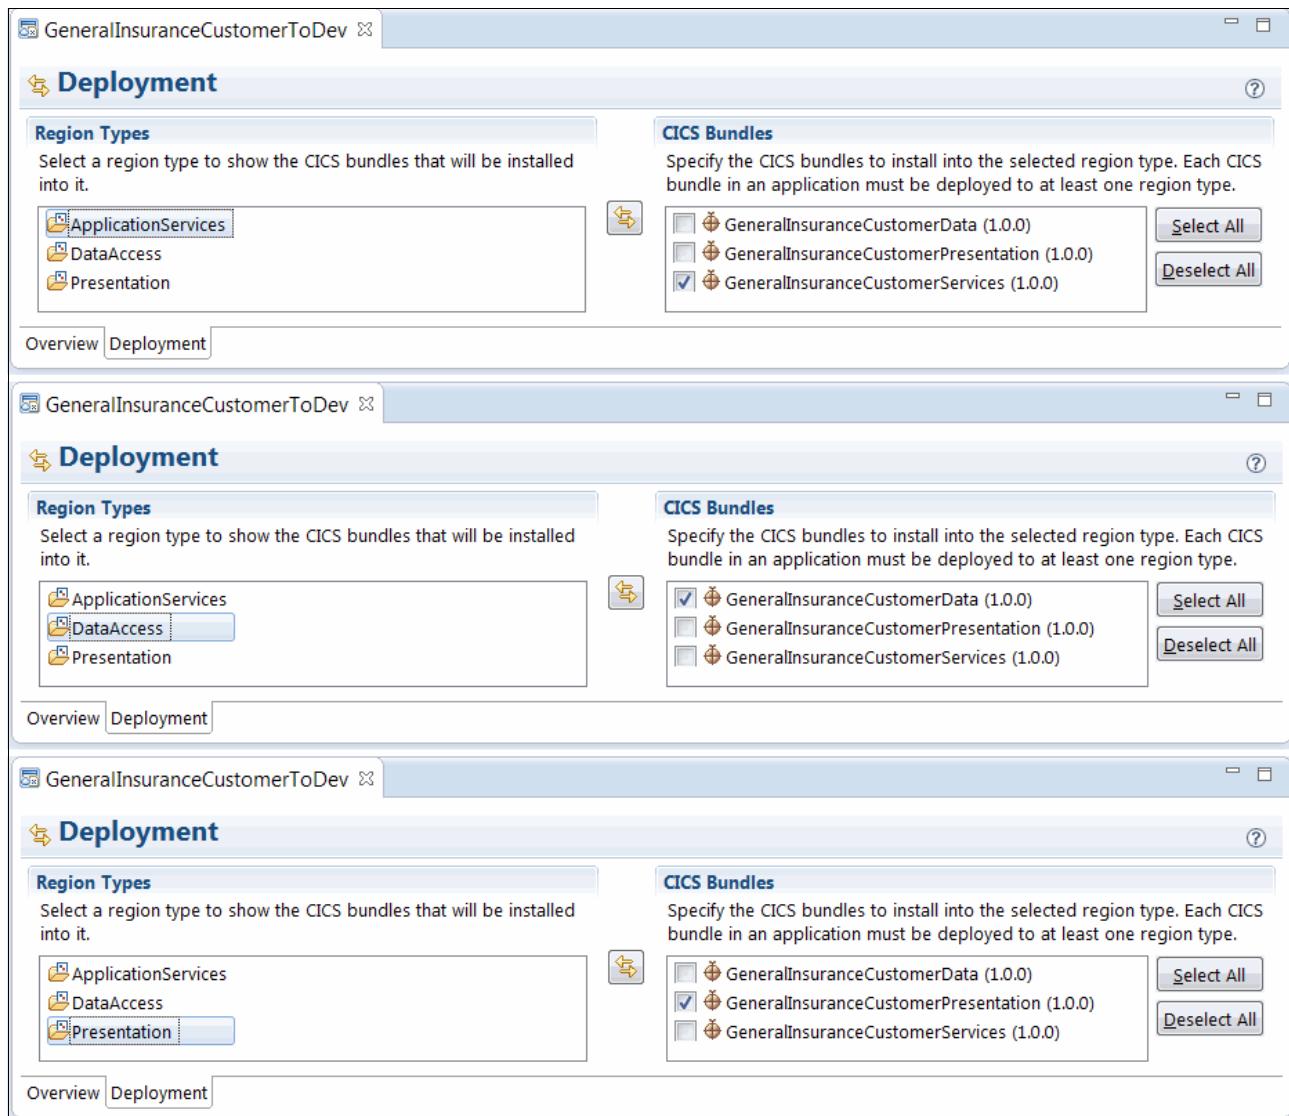 GeneralInsuranceCustomerToDev
Deployment
Region Types
Select a region type to show the CICS bundles that will be installed
into it.
ApplicationServices
DataAccess
Presentation
CICS Bundles
Specify the CICS bundles to install into the selected region type. Each CICS
bundle in an application must be deployed to at least one region type.
GeneralInsuranceCustomerData (1.0.0)
GeneralInsuranceCustomerPresentation (1.0.0)
GeneralInsuranceCustomerServices (1.0.0)
Select All
Deselect All
Overview Deployment
GeneralInsuranceCustomerToDev
Deployment
Region Types
Select a region type to show the CICS bundles that will be installed
into it.
ApplicationServices
DataAccess
Presentation
CICS Bundles
Specify the CICS bundles to install into the selected region type. Each CICS
bundle in an application must be deployed to at least one region type.
GeneralInsuranceCustomerData (1.0.0)
GeneralInsuranceCustomerPresentation (1.0.0)
GeneralInsuranceCustomerServices (1.0.0)
Select All
Deselect All
Overview Deployment
GeneralInsuranceCustomerToDev
Deployment
Region Types
Select a region type to show the CICS bundles that will be installed
into it.
ApplicationServices
DataAccess
Presentation
CICS Bundles
Specify the CICS bundles to install into the selected region type. Each CICS
bundle in an application must be deployed to at least one region type.
GeneralInsuranceCustomerData (1.0.0)
GeneralInsuranceCustomerPresentation (1.0.0)
GeneralInsuranceCustomerServices (1.0.0)
Select All
Deselect All
Overview Deployment